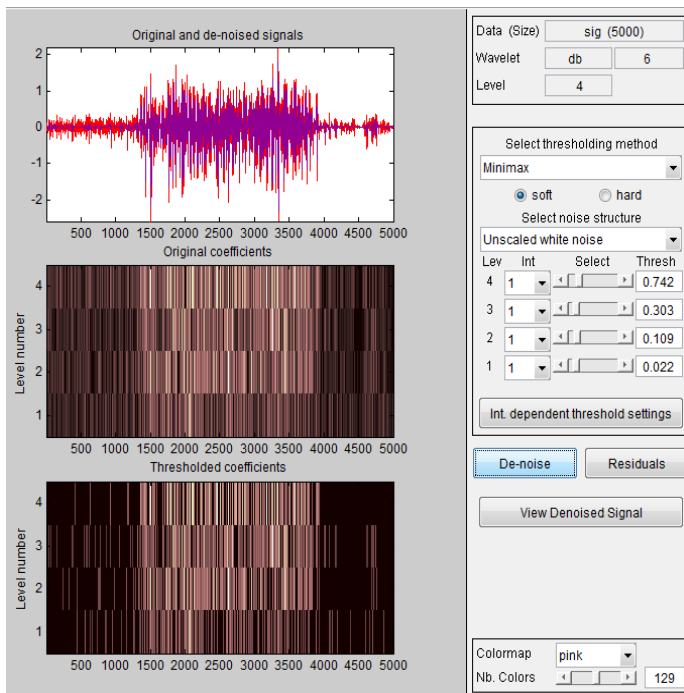 Original and de-noised signals
2
1
0
-1
-2
500 1000 1500 2000 2500 3000 3500 4000 4500 5000
Original coefficients
Level number
4
3
2
1
500 1000 1500 2000 2500 3000 3500 4000 4500 5000
Thresholded coefficients
Level number
4
3
2
1
500 1000 1500 2000 2500 3000 3500 4000 4500 5000
Data (Size) sig (5000)
Wavelet db 6
Level 4
Select thresholding method
Minimax
soft hard
Select noise structure
Unscaled white noise
Lev Int Select Thresh
4 1 0.742
3 1 0.303
2 1 0.109
1 1 0.022
Int. dependent threshold settings
De-noise Residuals
View Denoised Signal
Colormap pink
Nb. Colors 129